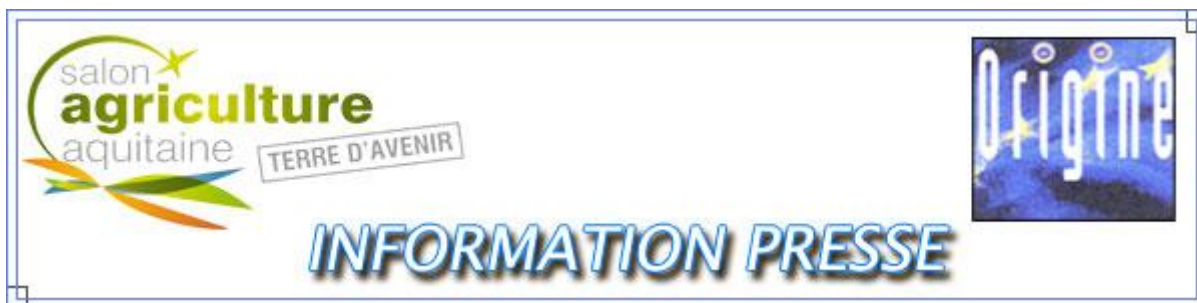 salon
agriculture
aquitaine
TERRE D'AVENIR
Origine
INFORMATION PRESSE